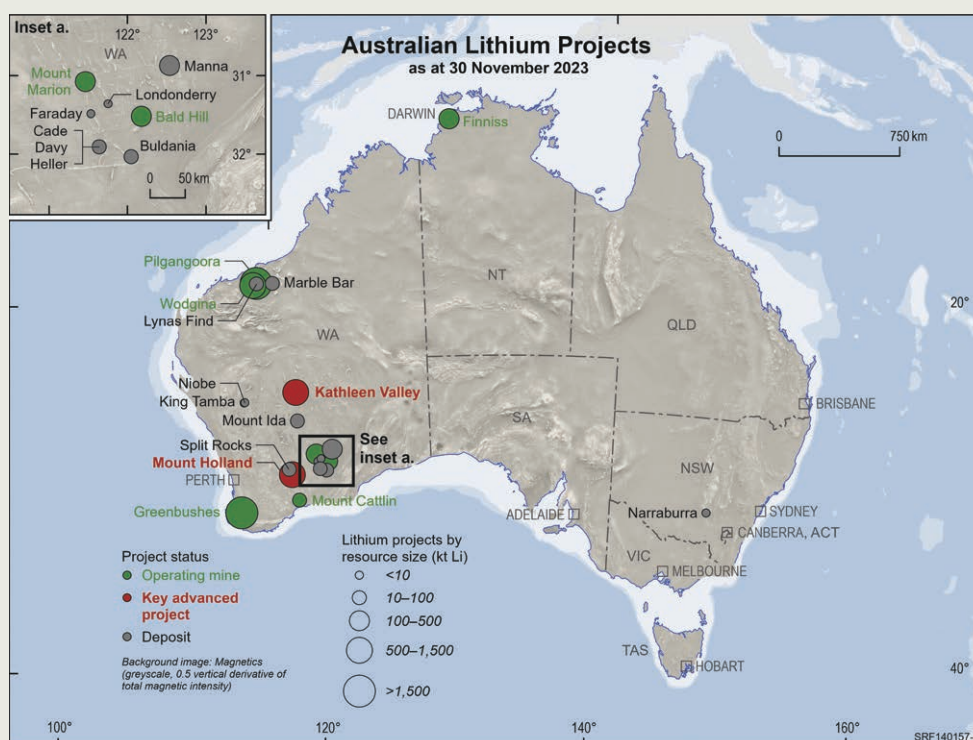 Inset a.
122°
123°
WA
Manna
Mount
Marion
31°
Londonderry
Faraday
Bald Hill
Cade
Davy
Heller
Buldania
32°
0
50 km
Australian Lithium Projects
as at 30 November 2023
DARWIN
Finniss
0
750 km
Pilgangoora
Marble Bar
Wodgina
Lynas Find
NT
QLD
20°
WA
Niobe
King Tamba
Kathleen Valley
SA
BRISBANE
Mount Ida
Split Rocks
See
inset a.
Mount Holland
PERTH
NSW
Greenbushes
Mount Cattlin
ADELAIDE
Narraburra
SYDNEY
CANBERRA, ACT
VIC
MELBOURNE
TAS
HOBART
40°
Project status
Operating mine
Key advanced
project
Deposit
Background image: Magnetics
(greyscale, 0.5 vertical derivative of
total magnetic intensity)
Lithium projects by
resource size (kt Li)
<10
10–100
100–500
500–1,500
>1,500
100°
120°
140°
160°
SRF140157-